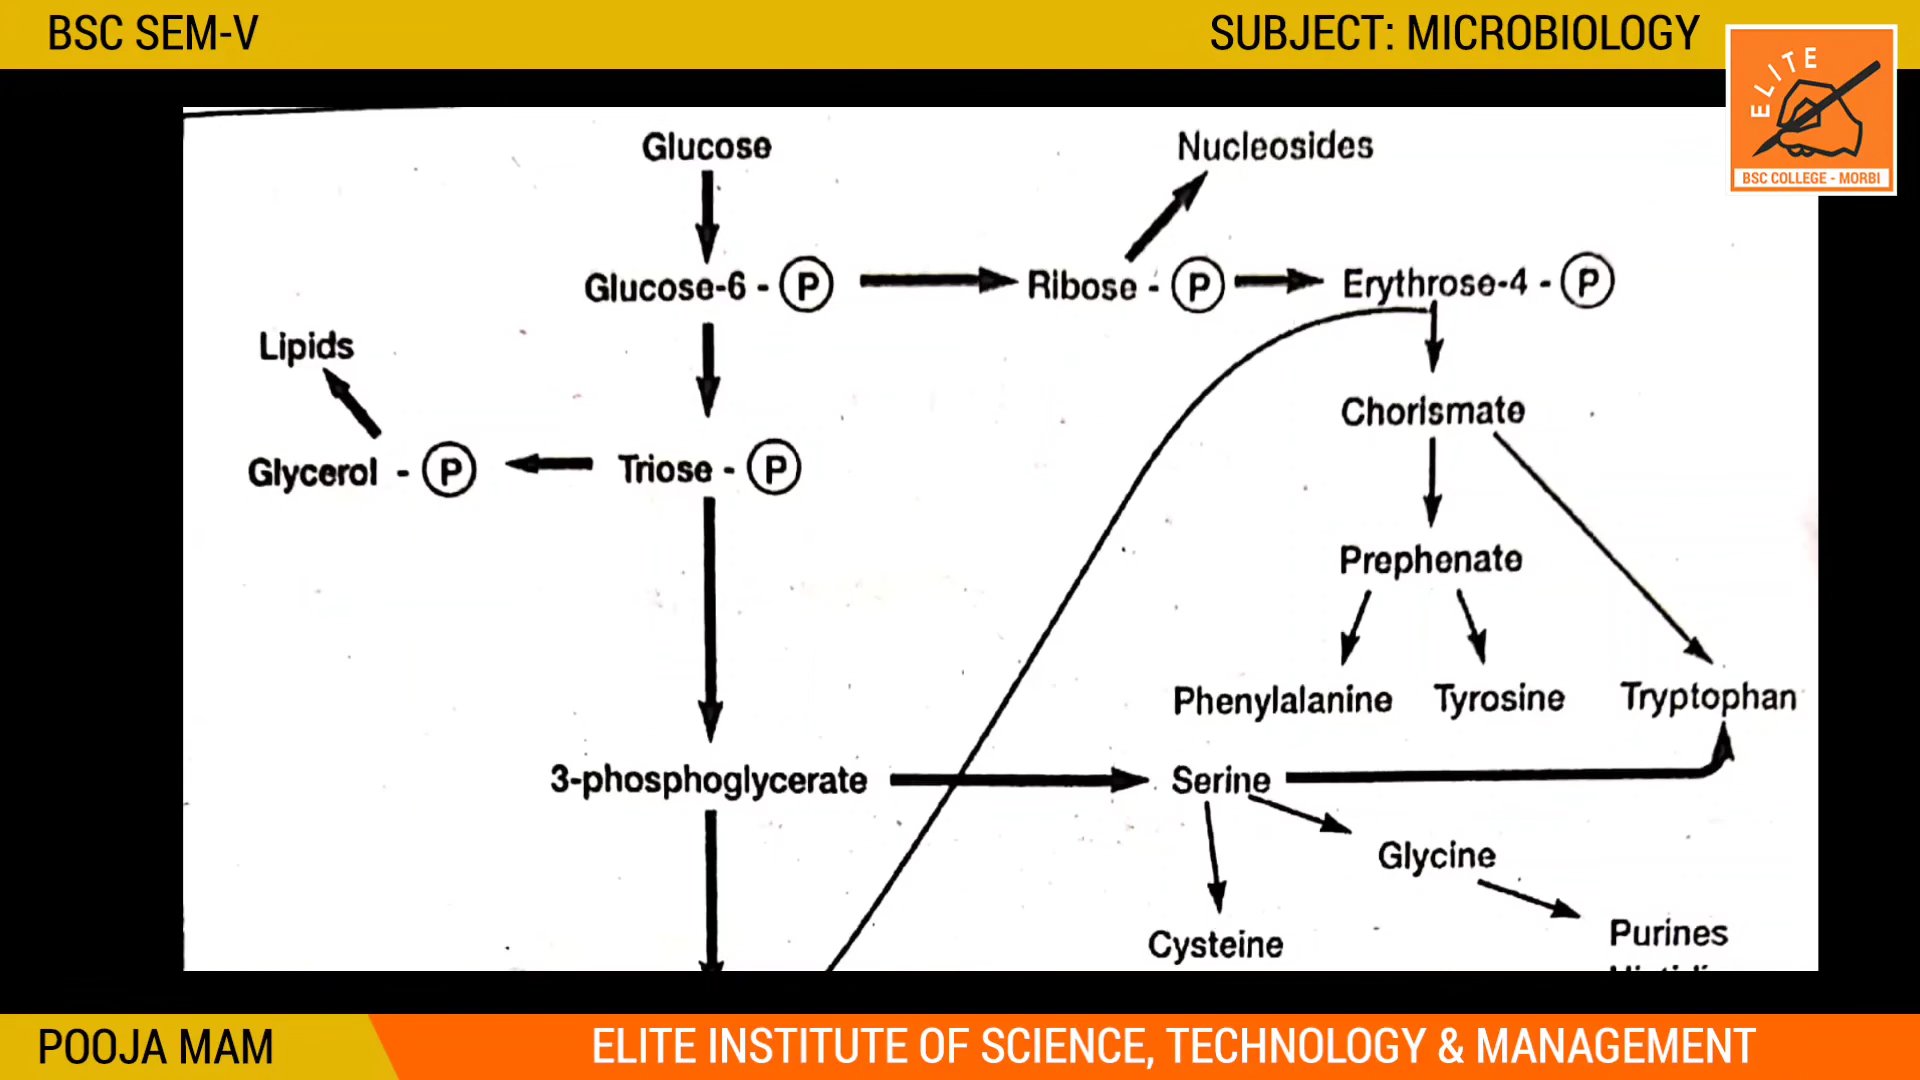 BSC SEM-V
SUBJECT: MICROBIOLOGY
ELITE
BSC COLLEGE - MORBI
Glucose
Nucleosides
Glucose-6 - P
Ribose - P
Erythrose-4 - P
Lipids
Chorismate
Glycerol - P
Triose - P
Prephenate
Phenylalanine
Tyrosine
Tryptophan
3-phosphoglycerate
Serine
Glycine
Cysteine
Purines
POOJA MAM
ELITE INSTITUTE OF SCIENCE, TECHNOLOGY & MANAGEMENT